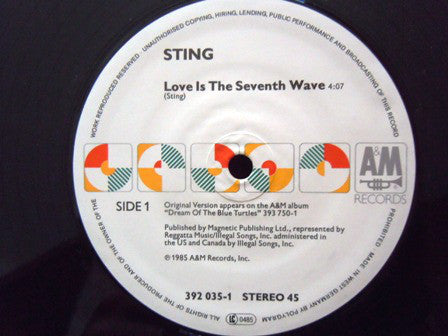 UNAUTHORISED COPYING, HIRING, LENDING, PUBLIC PERFORMANCE AND BROADCASTING OF THIS RECORD
WORK REPRODUCED RESERVED
STING
Love Is The Seventh Wave 4:07
(Sting)
A&M
RECORDS
SIDE 1
Original Version appears on the A&M album
"Dream Of The Blue Turtles" 393 750-1
Published by Magnetic Publishing Ltd., represented by
Reggatta Music/Illegal Songs, Inc. administered in
the US and Canada by Illegal Songs, Inc.
℗1985 A&M Records, Inc.
392 035-1 STEREO 45
LC 0485
MADE IN WEST GERMANY BY POLYGRAM
ALL RIGHTS OF THE PRODUCER AND OF THE OWNER OF THE